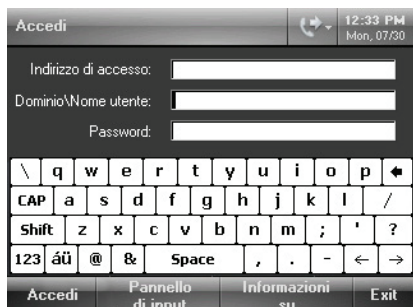 Accedi
12:33 PM
Mon, 07/30
Indirizzo di accesso:
Dominio\Nome utente:
Password:
\ q w e r t y u i o p
CAP a s d f g h j k l /
Shift z x c v b n m ; ' ?
123 áü @ & Space , . - ← →
Accedi Pannello di input Informazioni su Exit